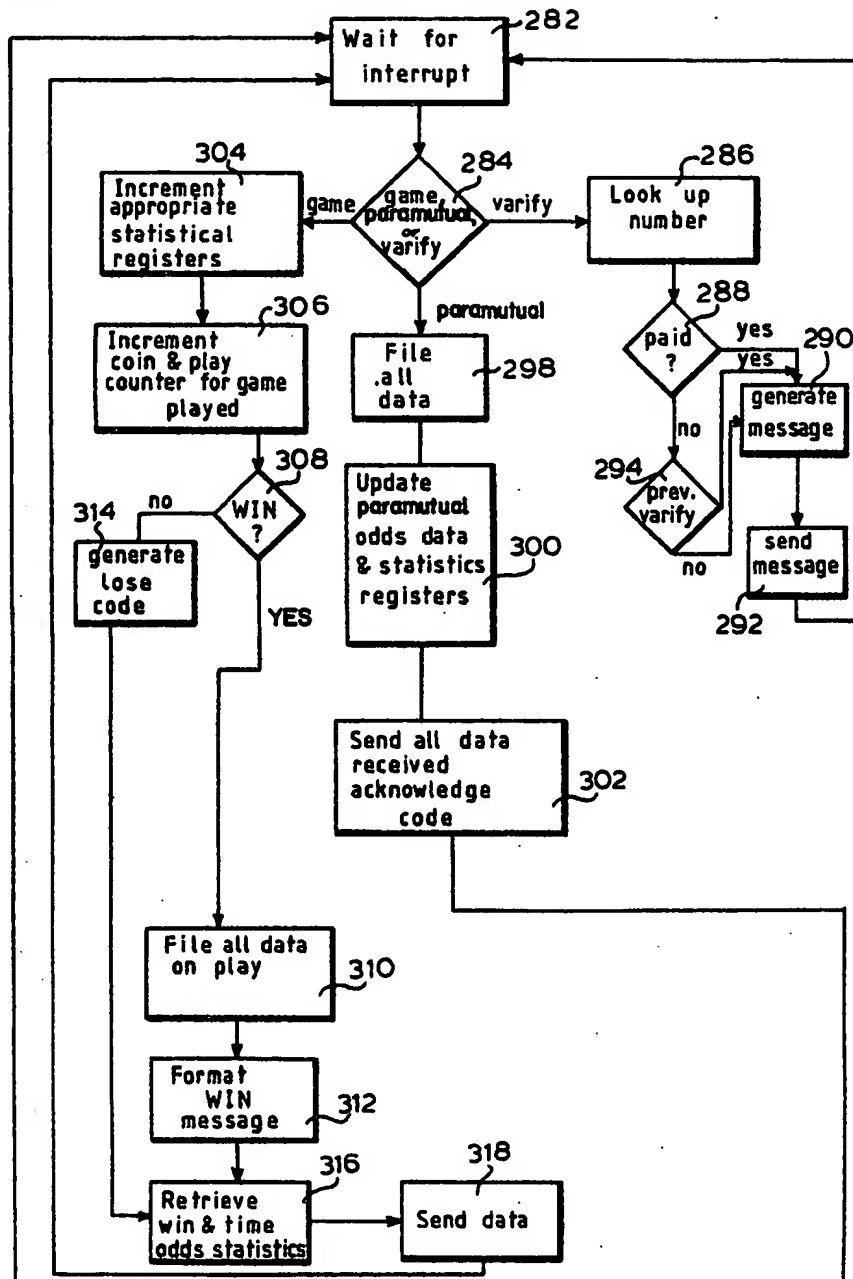 282
Wait for
interrupt
304
Increment
appropriate
statistical
registers
game
284
game,
paramutual,
or
varify
varify
286
Look up
number
paramutual
306
Increment
coin & play
counter for game
played
File
.all
data
298
288
paid
?
yes
yes
290
generate
message
no
294
prev.
varify
no
send
message
292
308
WIN
?
no
314
generate
lose
code
YES
Update
paramutual
odds data
& statistics
registers
300
Send all data
received
acknowledge
code
302
File all data
on play
310
Format
WIN
message
312
316
Retrieve
win & time
odds statistics
318
Send data